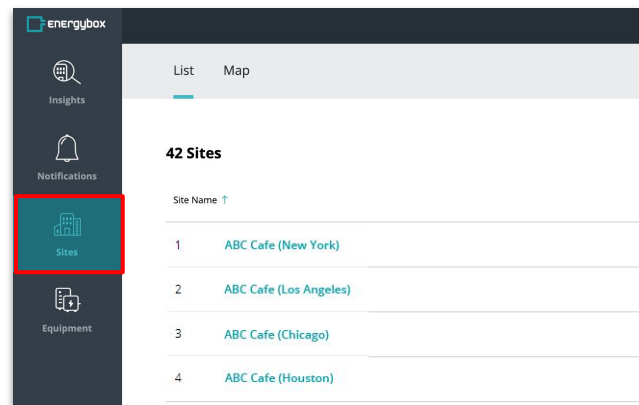 energybox
Insights
Notifications
Sites
Equipment
List Map
42 Sites
Site Name ↑
1 ABC Cafe (New York)
2 ABC Cafe (Los Angeles)
3 ABC Cafe (Chicago)
4 ABC Cafe (Houston)